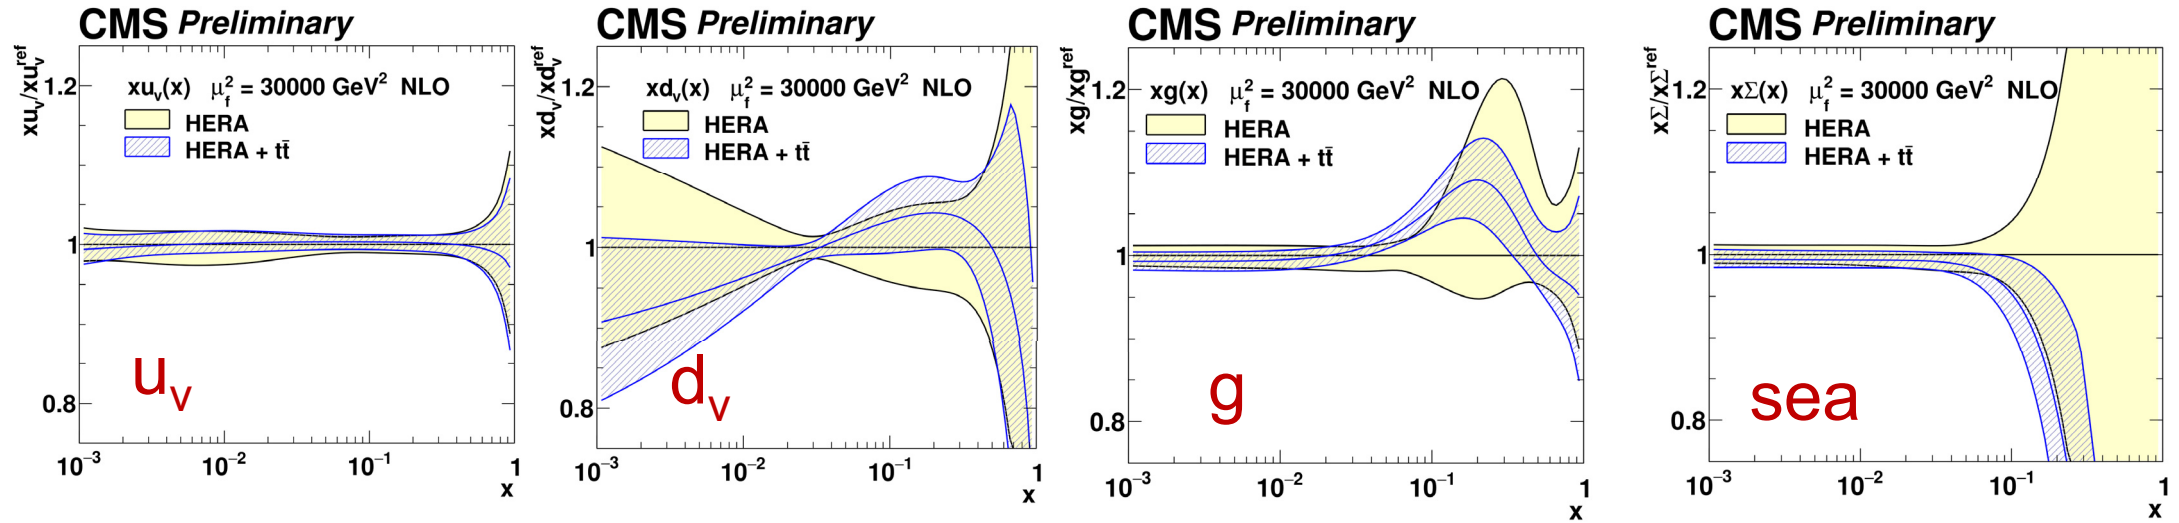 CMS Preliminary
xu_v/xu_v^ref
xu_v(x) μ_f^2 = 30000 GeV^2 NLO
HERA
HERA + tt̄
1.2
1
0.8
u_v
10^−3 10^−2 10^−1 1
x
CMS Preliminary
xd_v/xd_v^ref
xd_v(x) μ_f^2 = 30000 GeV^2 NLO
HERA
HERA + tt̄
1.2
1
0.8
d_v
10^−3 10^−2 10^−1 1
x
CMS Preliminary
xg/xg^ref
xg(x) μ_f^2 = 30000 GeV^2 NLO
HERA
HERA + tt̄
1.2
1
0.8
g
10^−3 10^−2 10^−1 1
x
CMS Preliminary
xΣ/xΣ^ref
xΣ(x) μ_f^2 = 30000 GeV^2 NLO
HERA
HERA + tt̄
1.2
1
0.8
sea
10^−3 10^−2 10^−1 1
x